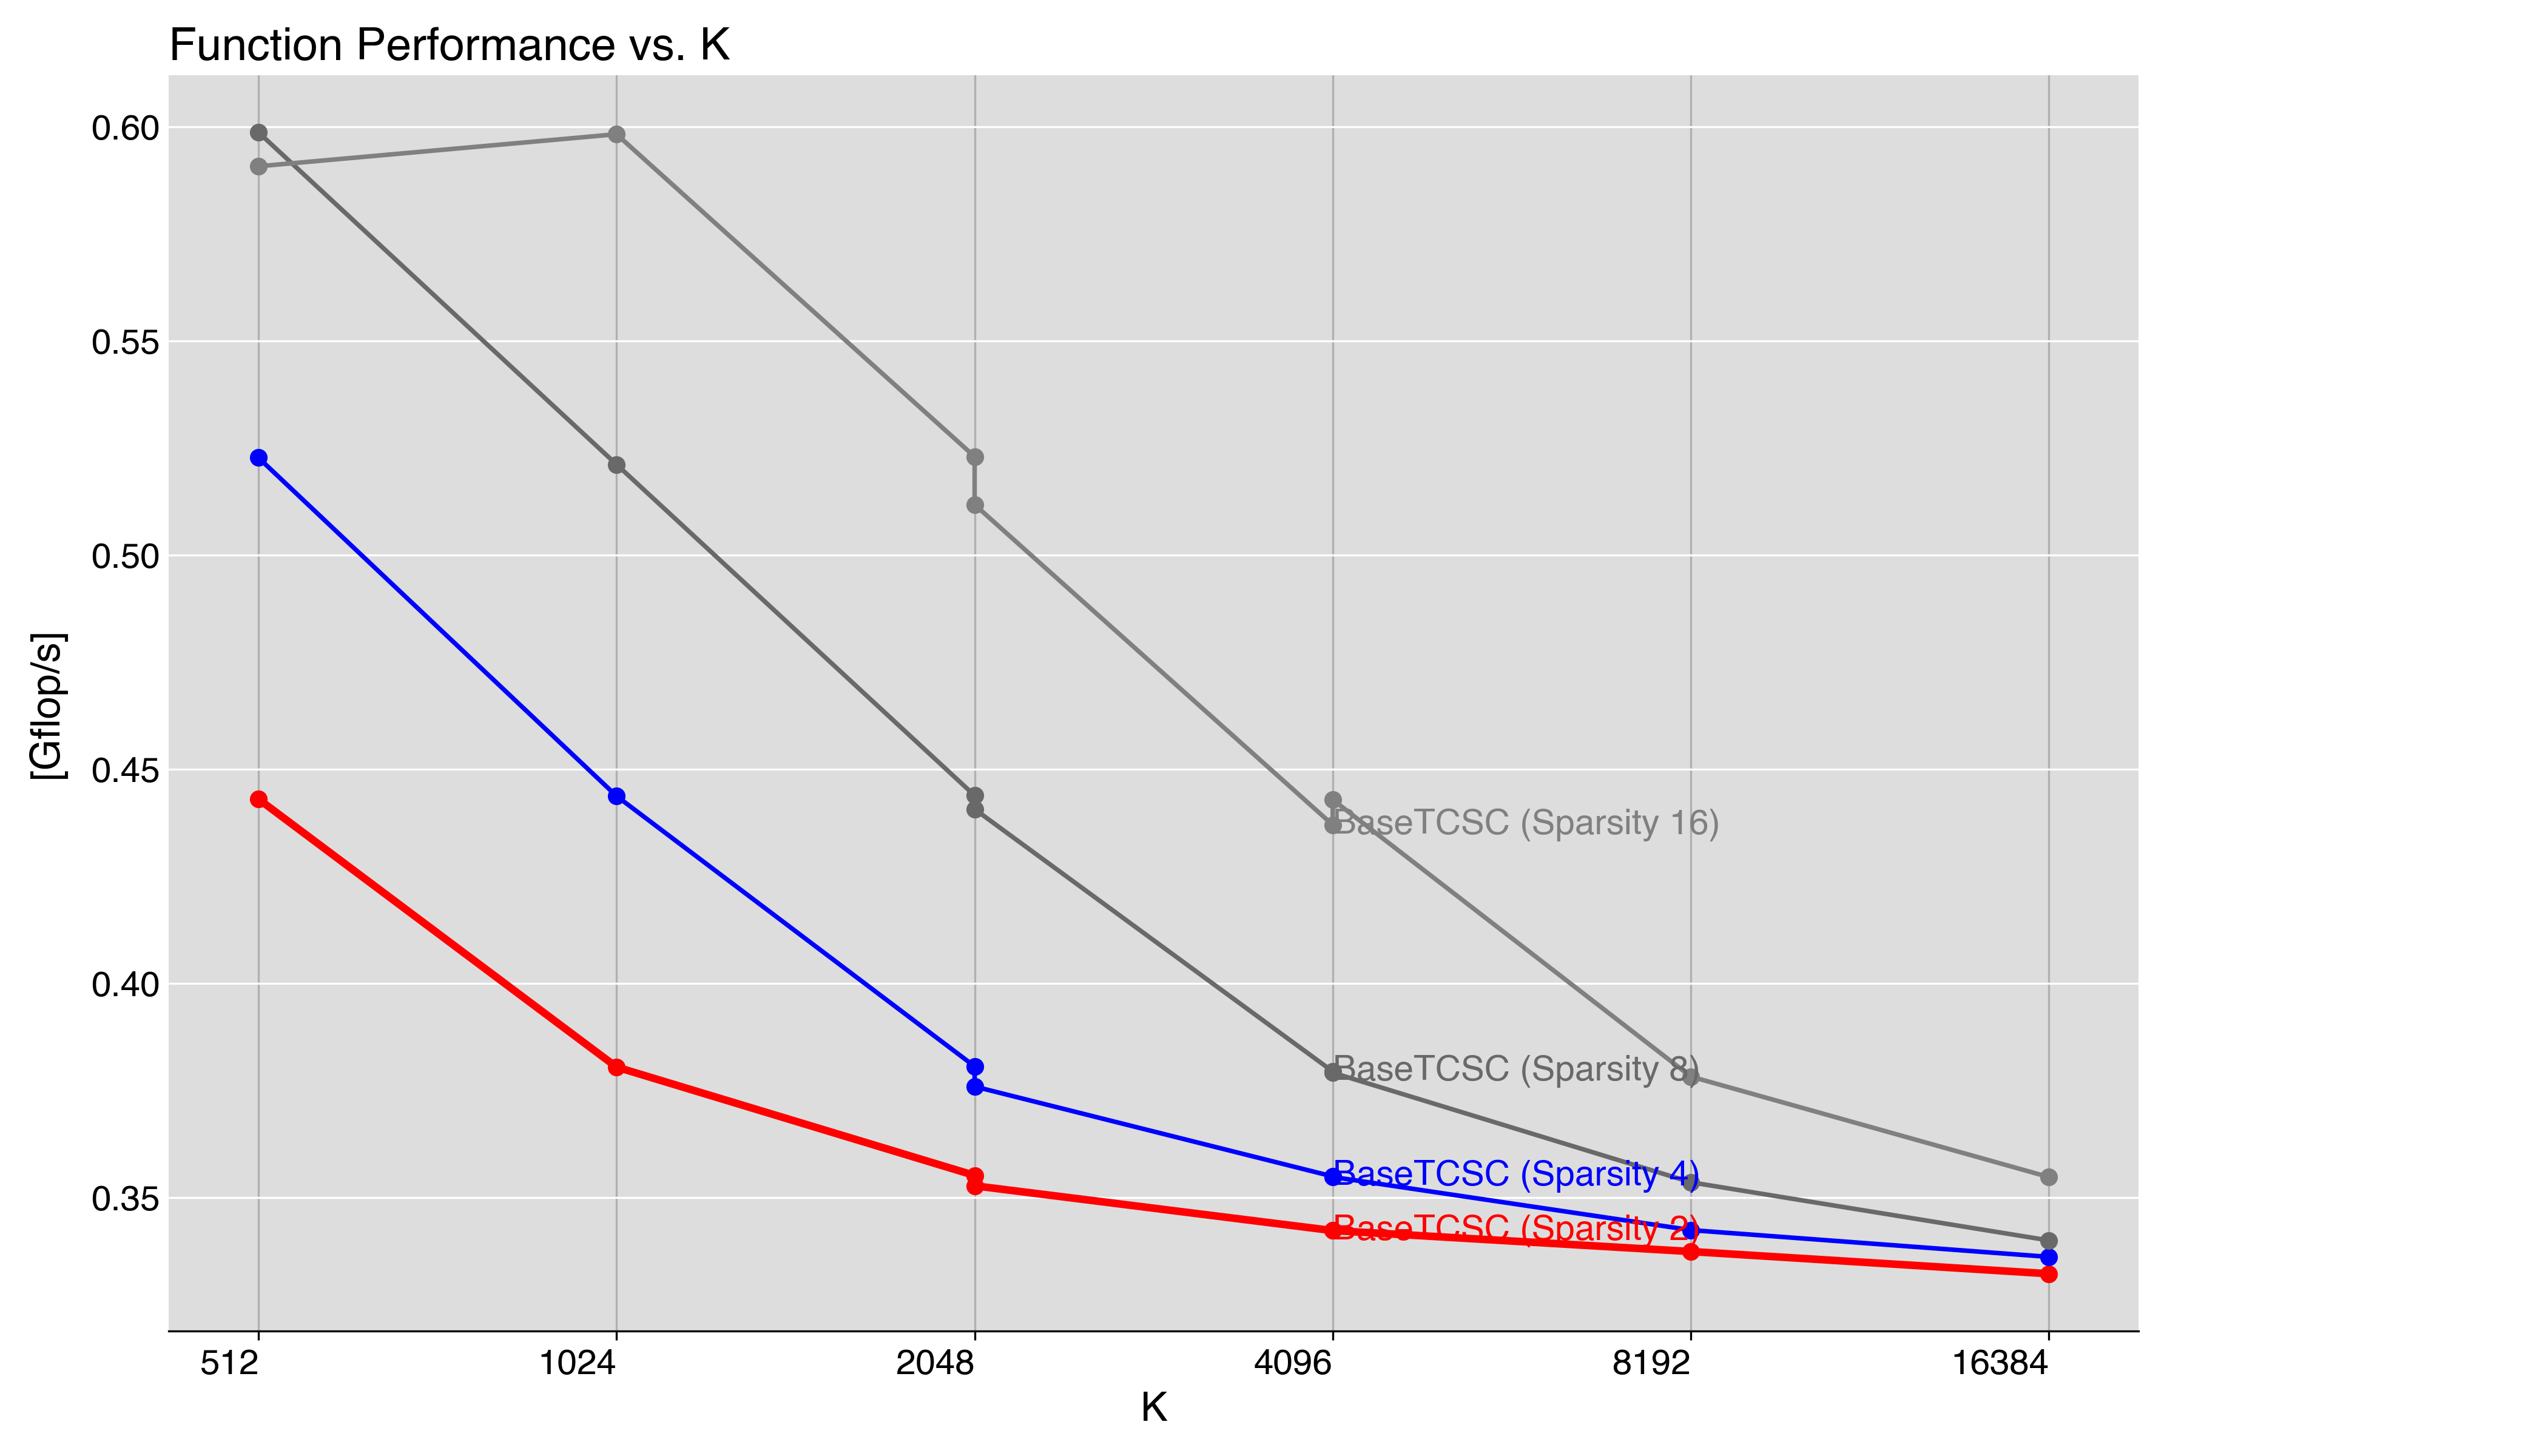 Function Performance vs. K
0.60
0.55
0.50
0.45
0.40
0.35
[Gflop/s]
BaseTCSC (Sparsity 16)
BaseTCSC (Sparsity 8)
BaseTCSC (Sparsity 4)
BaseTCSC (Sparsity 2)
512 1024 2048 4096 8192 16384
K